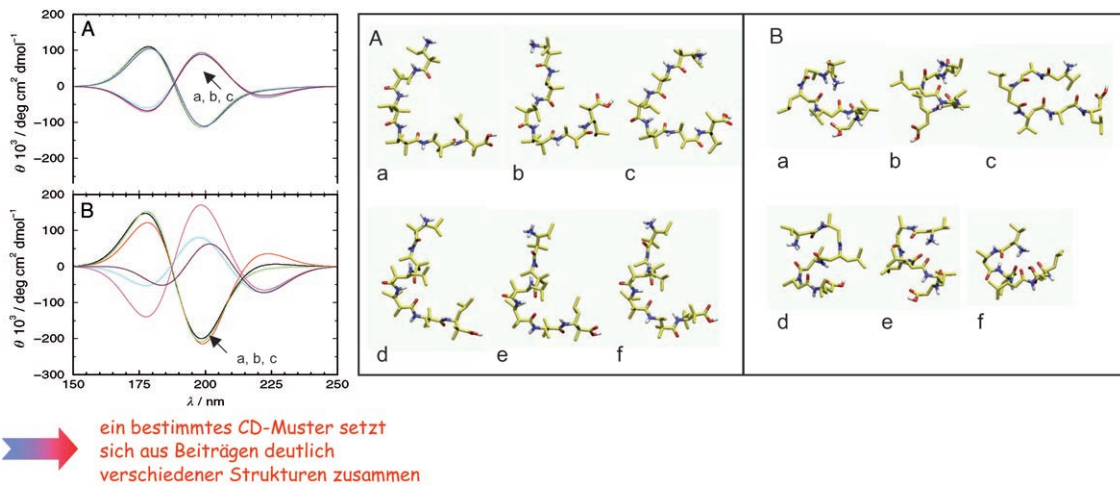 A
200
100
0
−100
−200
θ 10³ / deg cm² dmol⁻¹
a, b, c
B
200
100
0
−100
−200
−300
θ 10³ / deg cm² dmol⁻¹
a, b, c
150 175 200 225 250
λ / nm
A
a b c
d e f
B
a b c
d e f
ein bestimmtes CD-Muster setzt
sich aus Beiträgen deutlich
verschiedener Strukturen zusammen